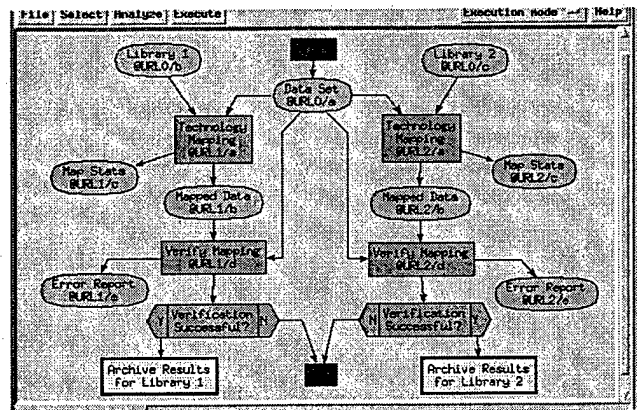 File Select Analyze Execute Execution mode Help
Library 1
@URL0/b
Library 2
@URL0/c
Data Set
@URL0/a
Technology
Mapping
@URL1/a
Technology
Mapping
@URL2/a
Map Stats
@URL1/c
Map Stats
@URL2/c
Mapped Data
@URL1/b
Mapped Data
@URL2/b
Verify Mapping
@URL1/d
Verify Mapping
@URL2/d
Error Report
@URL1/e
Error Report
@URL2/e
Y Verification N
Successful?
N Verification Y
Successful?
Archive Results
for Library 1
Archive Results
for Library 2